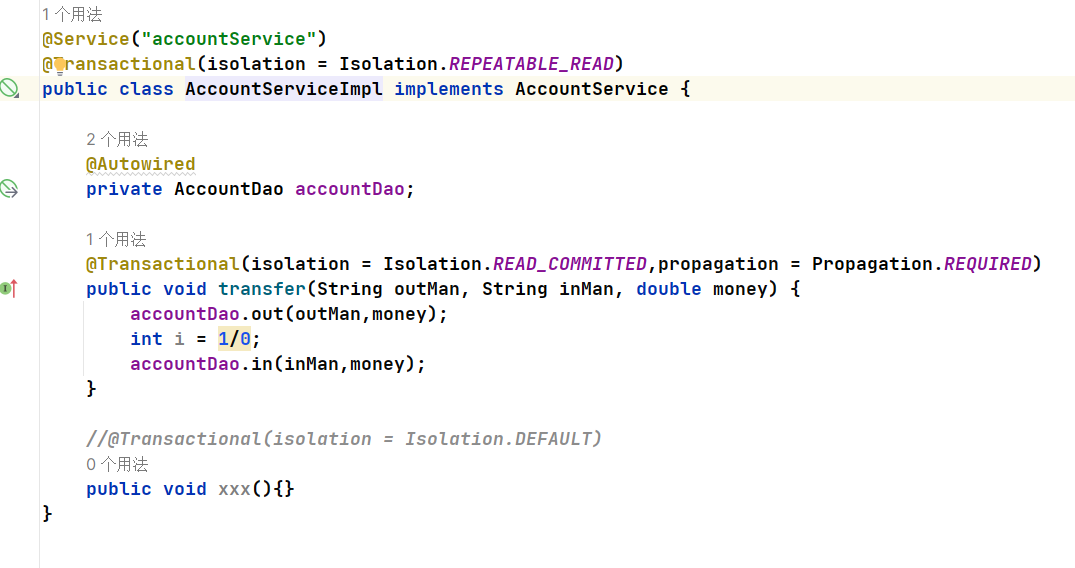 1 个用法
@Service("accountService")
@Transactional(isolation = Isolation.REPEATABLE_READ)
public class AccountServiceImpl implements AccountService {
2 个用法
@Autowired
private AccountDao accountDao;
1 个用法
@Transactional(isolation = Isolation.READ_COMMITTED,propagation = Propagation.REQUIRED)
public void transfer(String outMan, String inMan, double money) {
accountDao.out(outMan,money);
int i = 1/0;
accountDao.in(inMan,money);
}
//@Transactional(isolation = Isolation.DEFAULT)
0 个用法
public void xxx(){}
}